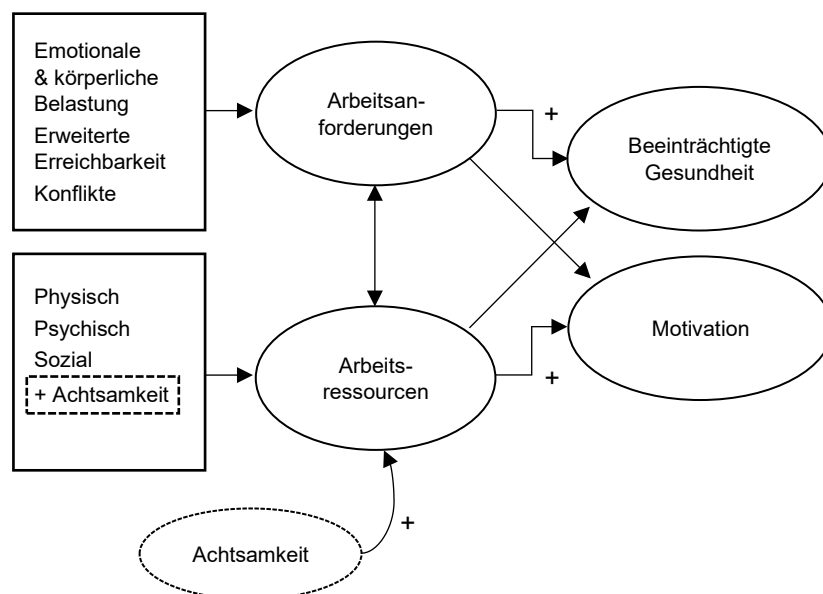 Emotionale
& körperliche
Belastung
Erweiterte
Erreichbarkeit
Konflikte
Arbeitsan-
forderungen
+
Beeinträchtigte
Gesundheit
Physisch
Psychisch
Sozial
+ Achtsamkeit
Arbeits-
ressourcen
Motivation
+
+
Achtsamkeit